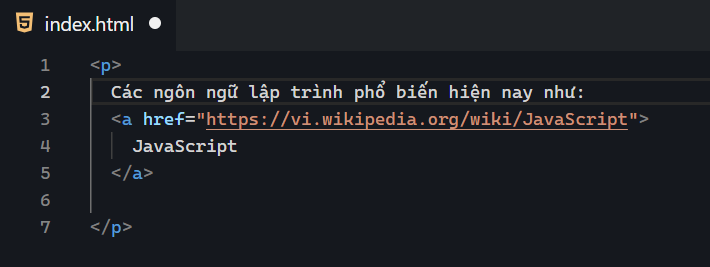 index.html
1 <p>
2 Các ngôn ngữ lập trình phổ biến hiện nay như:
3 <a href="https://vi.wikipedia.org/wiki/JavaScript">
4 JavaScript
5 </a>
6
7 </p>